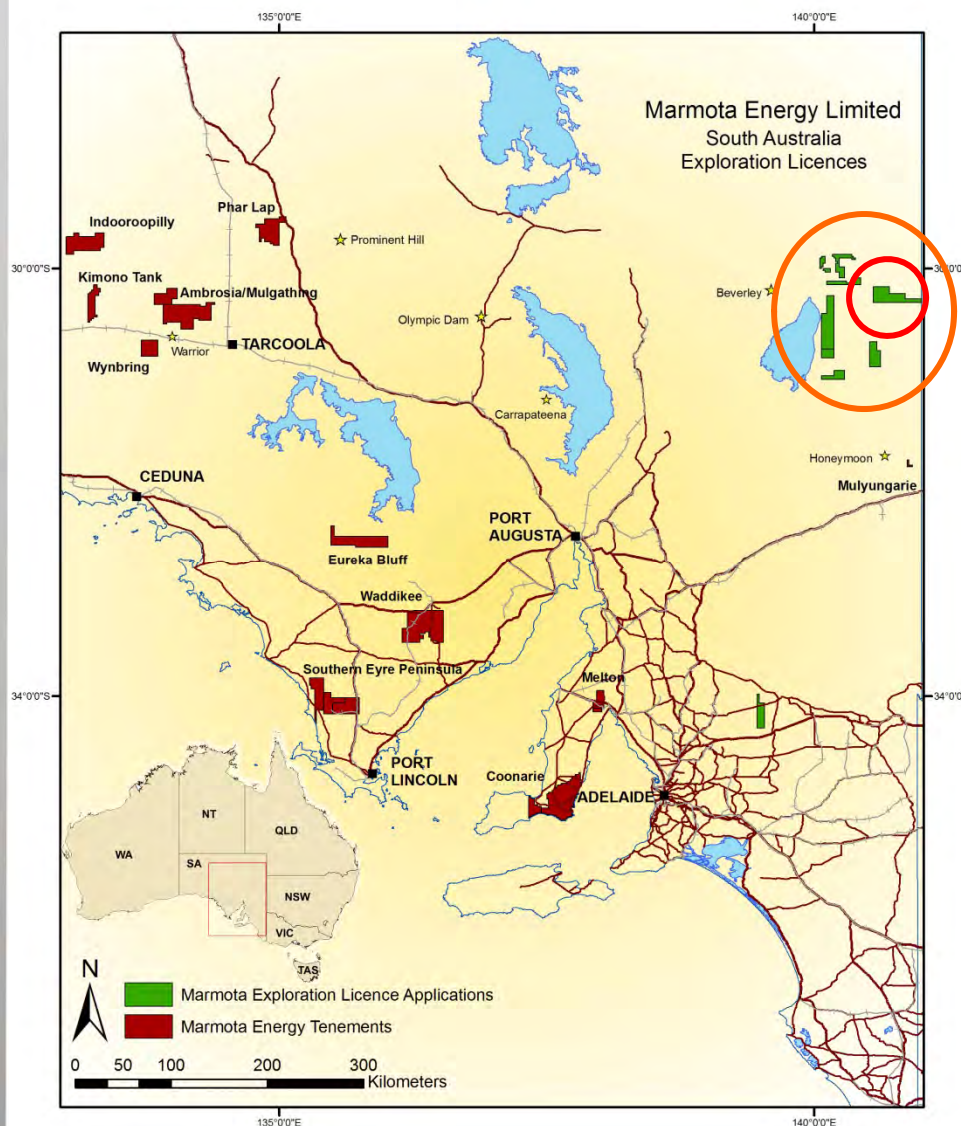 135°0'0"E
140°0'0"E
Marmota Energy Limited
South Australia
Exploration Licences
Phar Lap
Indooroopilly
Prominent Hill
30°0'0"S
Kimono Tank
Ambrosia/Mulgathing
Beverley
Olympic Dam
Warrior
TARCOOLA
Wynbring
Carrapateena
Honeymoon
CEDUNA
Mulyungarie
PORT
AUGUSTA
Eureka Bluff
Waddikee
Southern Eyre Peninsula
Melton
34°0'0"S
34°0'0"S
PORT
LINCOLN
Coonarie
ADELAIDE
NT
QLD
WA
SA
NSW
VIC
TAS
N
Marmota Exploration Licence Applications
Marmota Energy Tenements
0 50 100 200 300
Kilometers
135°0'0"E
140°0'0"E